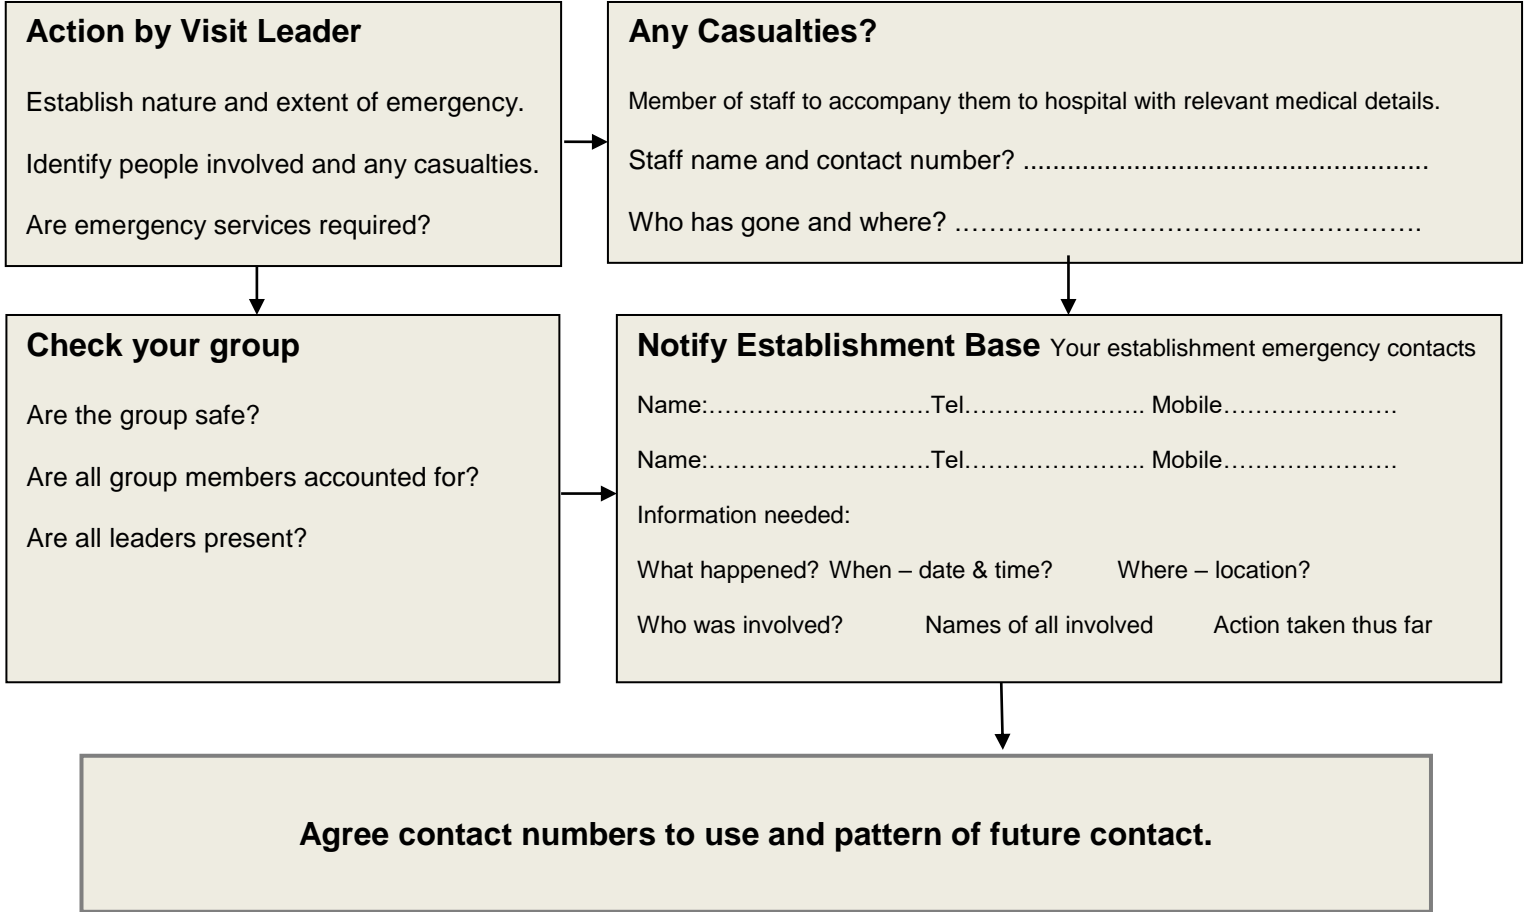 Action by Visit Leader
Establish nature and extent of emergency.
Identify people involved and any casualties.
Are emergency services required?
Any Casualties?
Member of staff to accompany them to hospital with relevant medical details.
Staff name and contact number? ........................................................
Who has gone and where? ..……………………………………………….
Check your group
Are the group safe?
Are all group members accounted for?
Are all leaders present?
Notify Establishment Base Your establishment emergency contacts
Name:……………………….Tel………………….. Mobile………………….
Name:……………………….Tel………………….. Mobile………………….
Information needed:
What happened? When – date & time? Where – location?
Who was involved? Names of all involved Action taken thus far
Agree contact numbers to use and pattern of future contact.